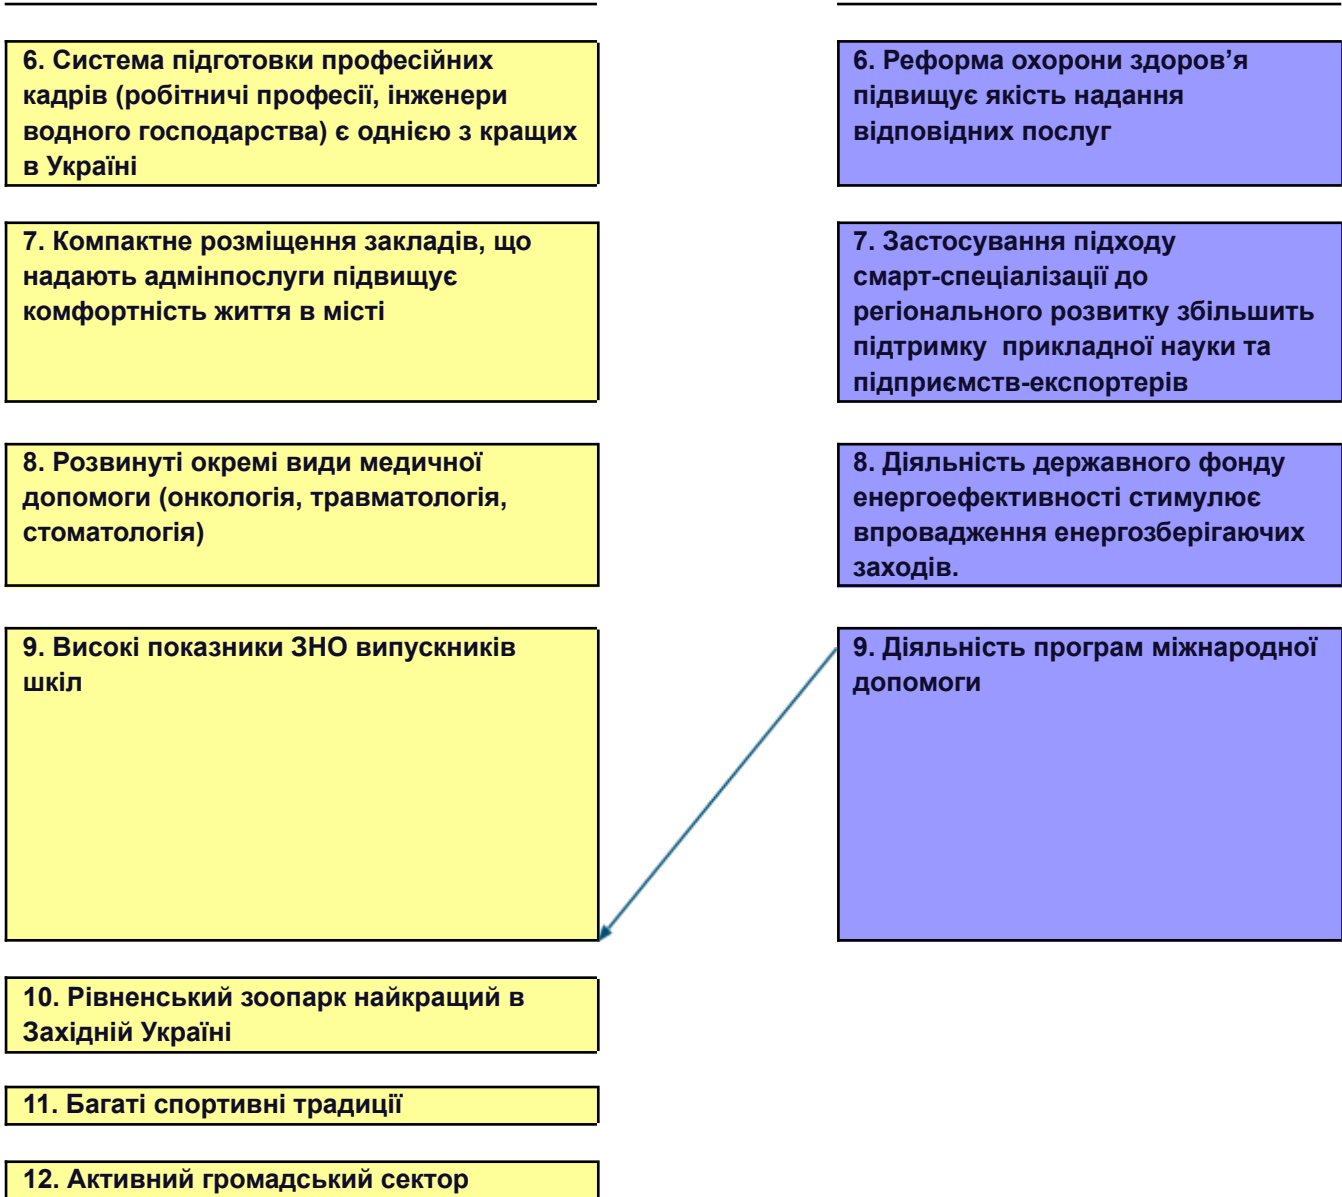 6. Система підготовки професійних
кадрів (робітничі професії, інженери
водного господарства) є однією з кращих
в Україні
6. Реформа охорони здоров’я
підвищує якість надання
відповідних послуг
7. Компактне розміщення закладів, що
надають адмінпослуги підвищує
комфортність життя в місті
7. Застосування підходу
смарт-спеціалізації до
регіонального розвитку збільшить
підтримку прикладної науки та
підприємств-експортерів
8. Розвинуті окремі види медичної
допомоги (онкологія, травматологія,
стоматологія)
8. Діяльність державного фонду
енергоефективності стимулює
впровадження енергозберігаючих
заходів.
9. Високі показники ЗНО випускників
шкіл
9. Діяльність програм міжнародної
допомоги
10. Рівненський зоопарк найкращий в
Західній Україні
11. Багаті спортивні традиції
12. Активний громадський сектор